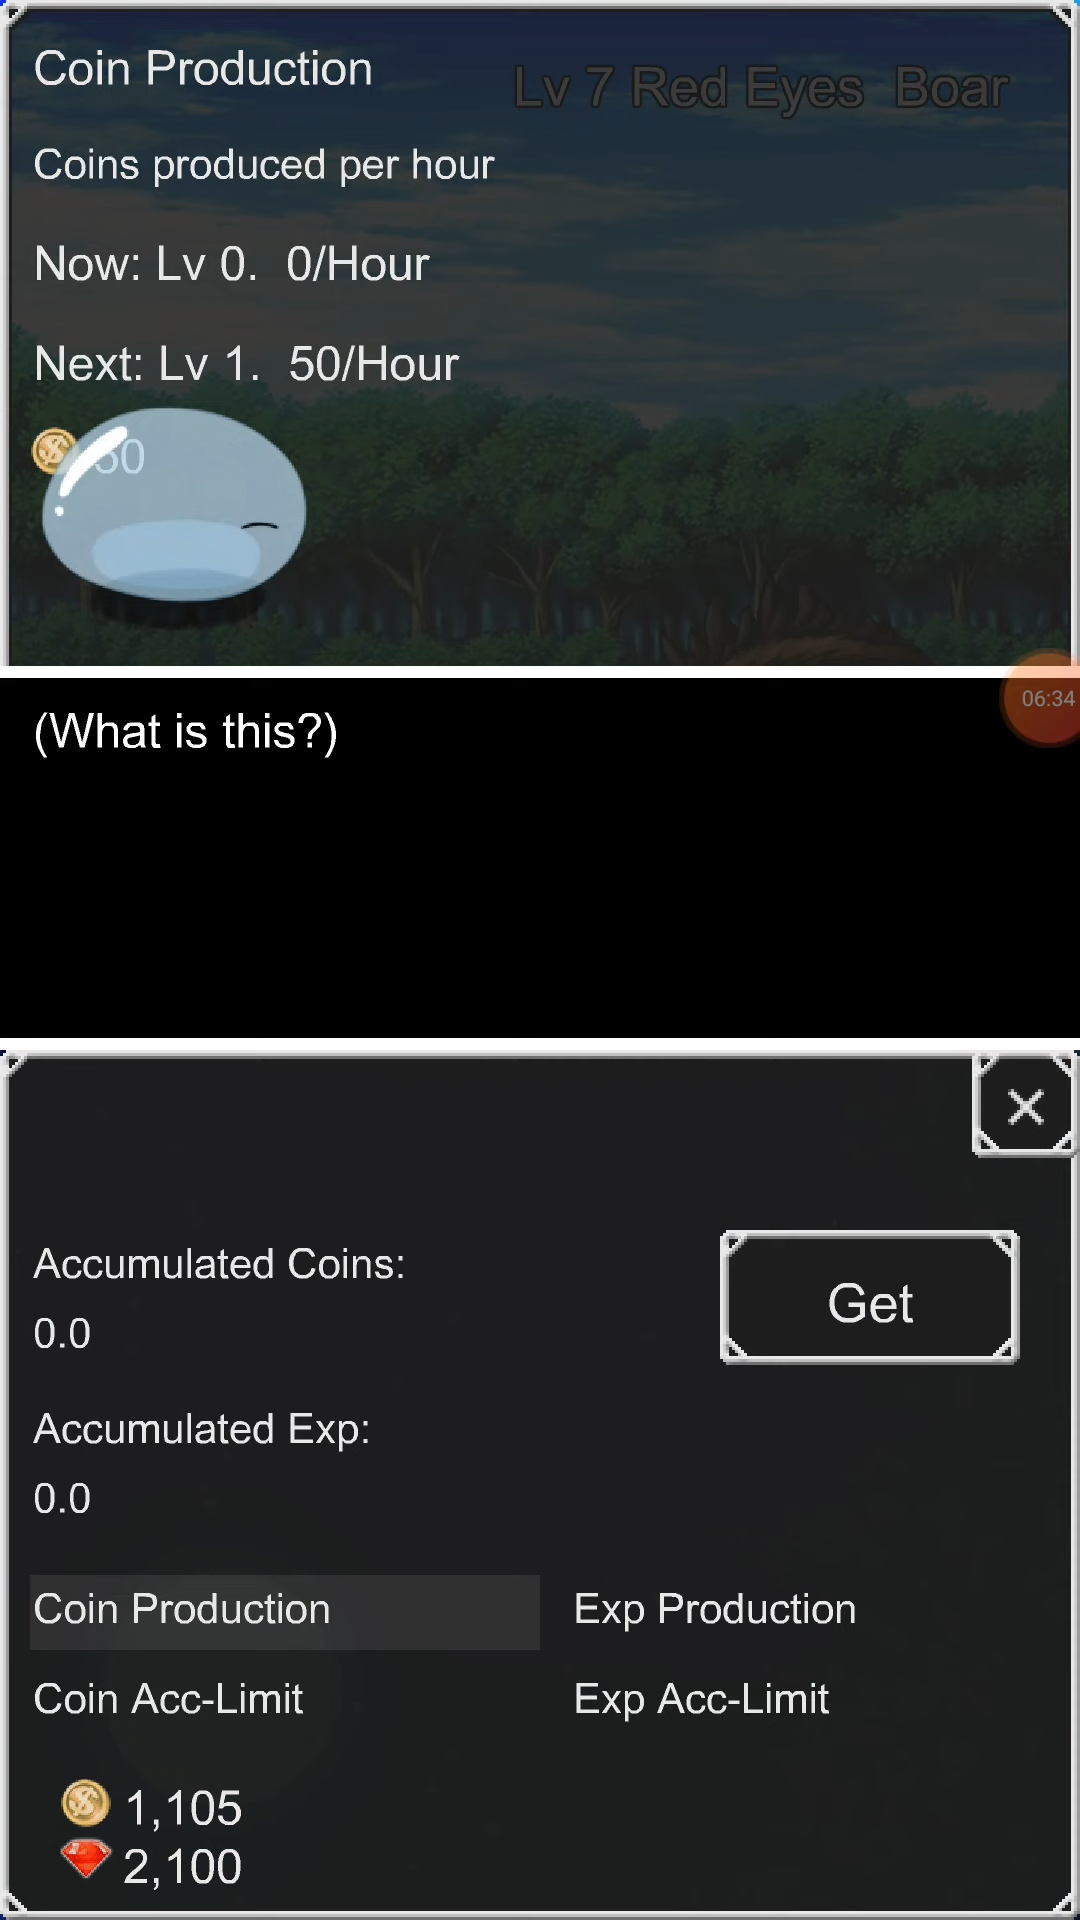 Coin Production
Lv 7 Red Eyes Boar
Coins produced per hour
Now: Lv 0. 0/Hour
Next: Lv 1. 50/Hour
06:34
(What is this?)
Accumulated Coins:
Get
0.0
Accumulated Exp:
0.0
Coin Production
Exp Production
Coin Acc-Limit
Exp Acc-Limit
1,105
2,100